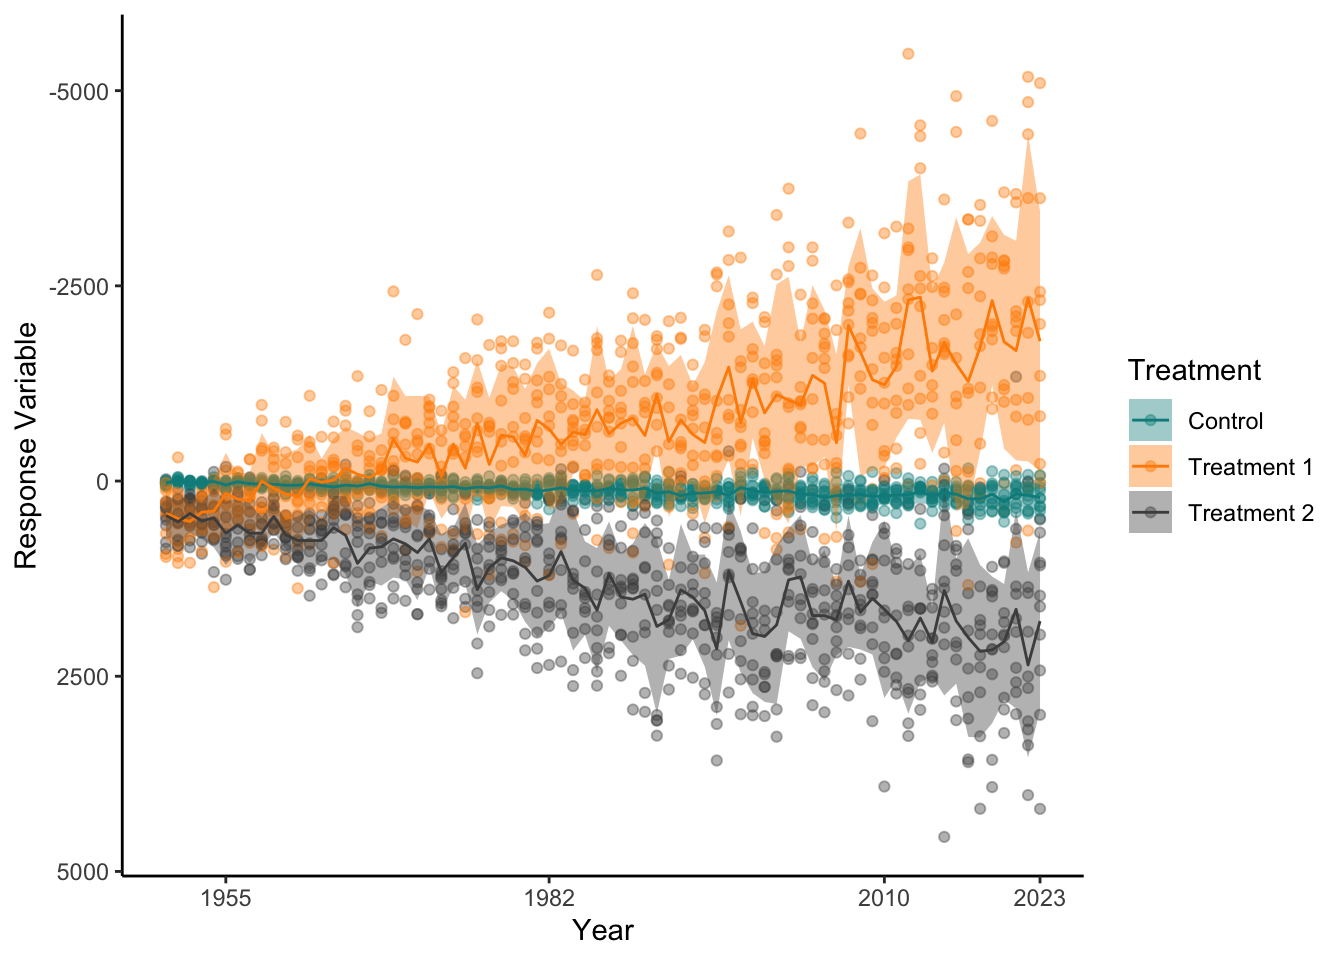 Response Variable
-5000
-2500
0
2500
5000
1955
1982
2010
2023
Year
Treatment
Control
Treatment 1
Treatment 2